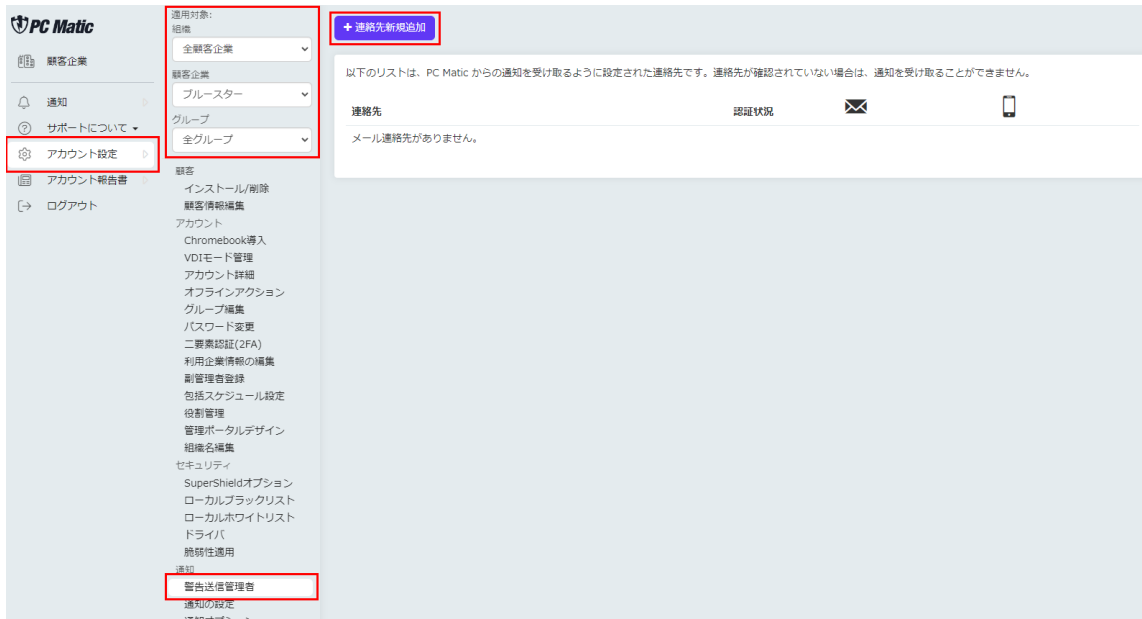 PC Matic
顧客企業
通知
サポートについて
アカウント設定
アカウント報告書
ログアウト
適用対象:
組織
全顧客企業
顧客企業
ブルースター
グループ
全グループ
顧客
インストール/削除
顧客情報編集
アカウント
Chromebook導入
VDIモード管理
アカウント詳細
オフラインアクション
グループ編集
パスワード変更
二要素認証(2FA)
利用企業情報の編集
副管理者登録
包括スケジュール設定
役割管理
管理ポータルデザイン
組織名編集
セキュリティ
SuperShieldオプション
ローカルブラックリスト
ローカルホワイトリスト
ドライバ
脆弱性適用
通知
警告送信管理者
通知の設定
+ 連絡先新規追加
以下のリストは、PC Matic からの通知を受け取るように設定された連絡先です。連絡先が確認されていない場合は、通知を受け取ることができません。
連絡先 認証状況
メール連絡先がありません。